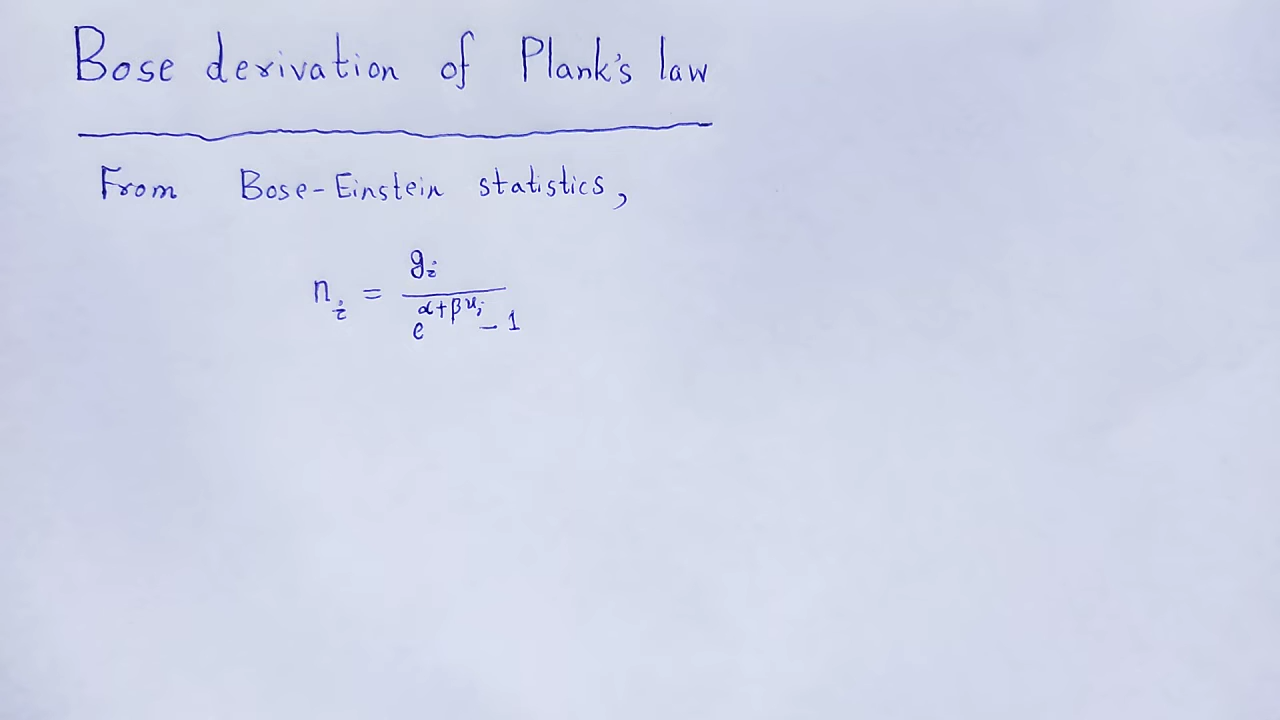 Bose derivation of Plank's law
From Bose-Einstein statistics,
nᵢ = gᵢ / (e^(α+βuᵢ) - 1)